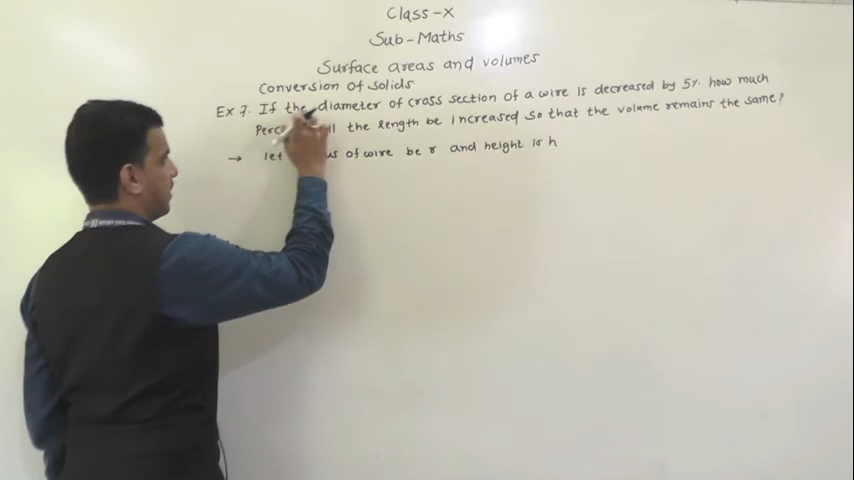 Class-X
Sub-Maths
Surface areas and volumes
Conversion of solids
Ex 7. If the diameter of cross section of a wire is decreased by 5% how much
the length be increased so that the volume remains the same?
→ let of wire be r and height is h